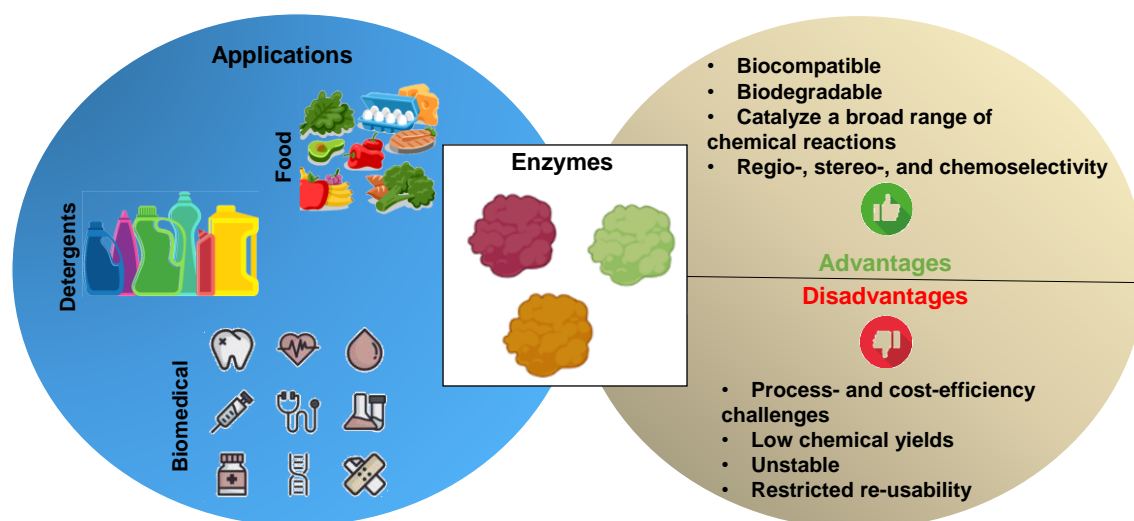 Applications
Food
Detergents
Biomedical
Enzymes
• Biocompatible
• Biodegradable
• Catalyze a broad range of
chemical reactions
• Regio-, stereo-, and chemoselectivity
Advantages
Disadvantages
• Process- and cost-efficiency
challenges
• Low chemical yields
• Unstable
• Restricted re-usability